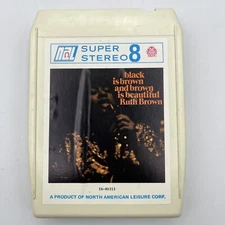 SUPER
STEREO 8
black
is brown
and brown
is beautiful
Ruth Brown
A PRODUCT OF NORTH AMERICAN LEISURE CORP.